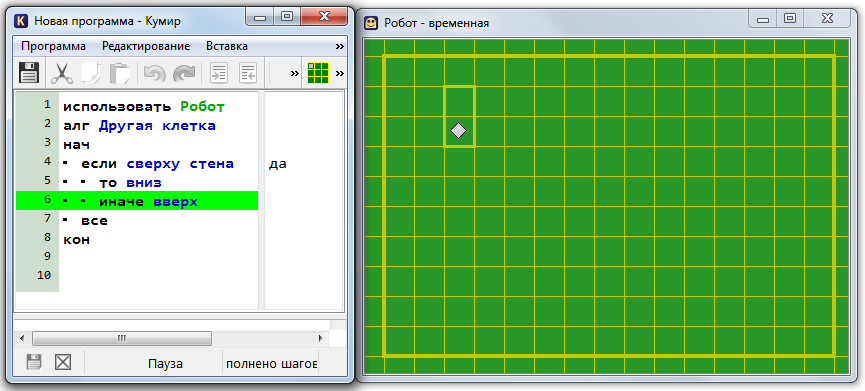 Новая программа - Кумир
Программа Редактирование Вставка »
» »
1 использовать Робот
2 алг Другая клетка
3 нач
4 ▪ если сверху стена да
5 ▪ ▪ то вниз
6 ▪ ▪ иначе вверх
7 ▪ все
8 кон
9
10
Пауза полнено шагов
Робот - временная